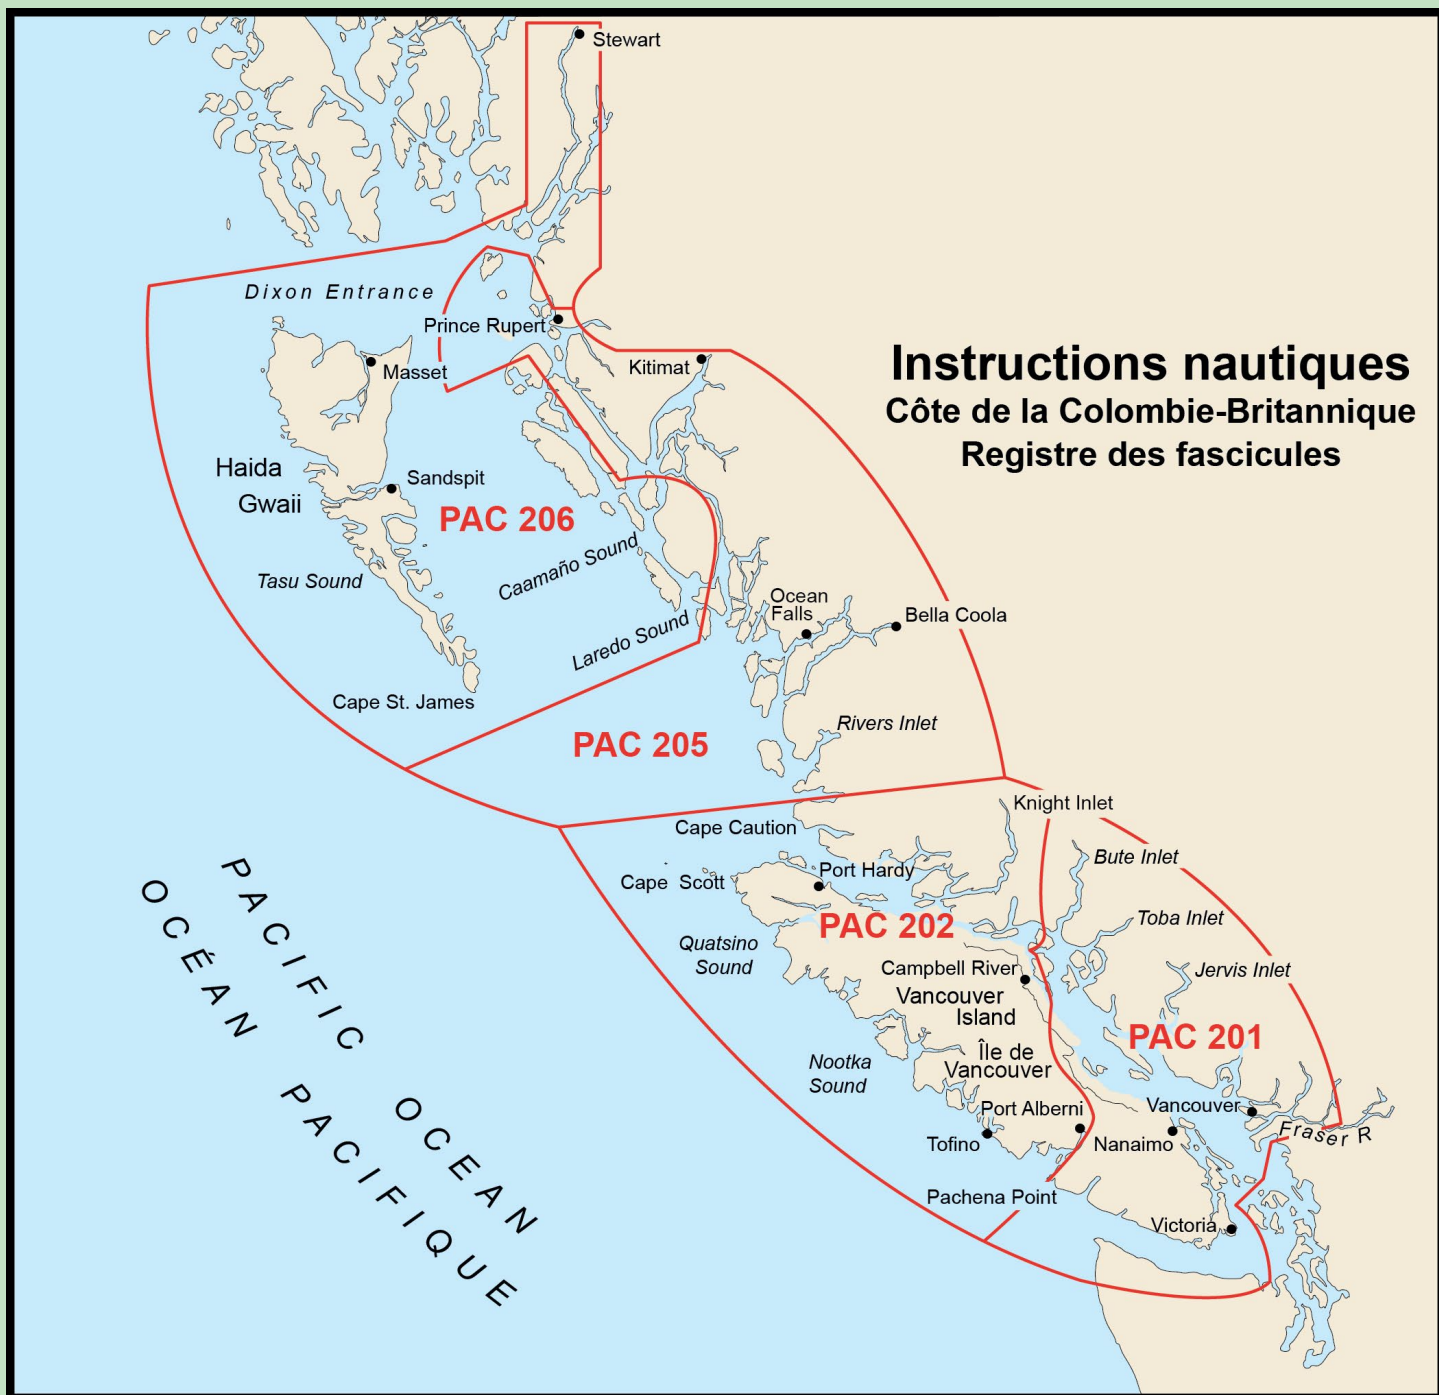 Stewart
Dixon Entrance
Prince Rupert
Masset
Kitimat
Instructions nautiques
Côte de la Colombie-Britannique
Registre des fascicules
Haida
Gwaii
Sandspit
PAC 206
Tasu Sound
Caamaño Sound
Ocean
Falls
Bella Coola
Laredo Sound
Cape St. James
Rivers Inlet
PAC 205
Knight Inlet
Cape Caution
Bute Inlet
Port Hardy
Cape Scott
Toba Inlet
PAC 202
Quatsino
Sound
Campbell River
Jervis Inlet
Vancouver
Island
PAC 201
Île de
Vancouver
Nootka
Sound
Port Alberni
Vancouver
Fraser R
Tofino
Nanaimo
Pachena Point
Victoria
PACIFIC OCEAN
OCÉAN PACIFIQUE